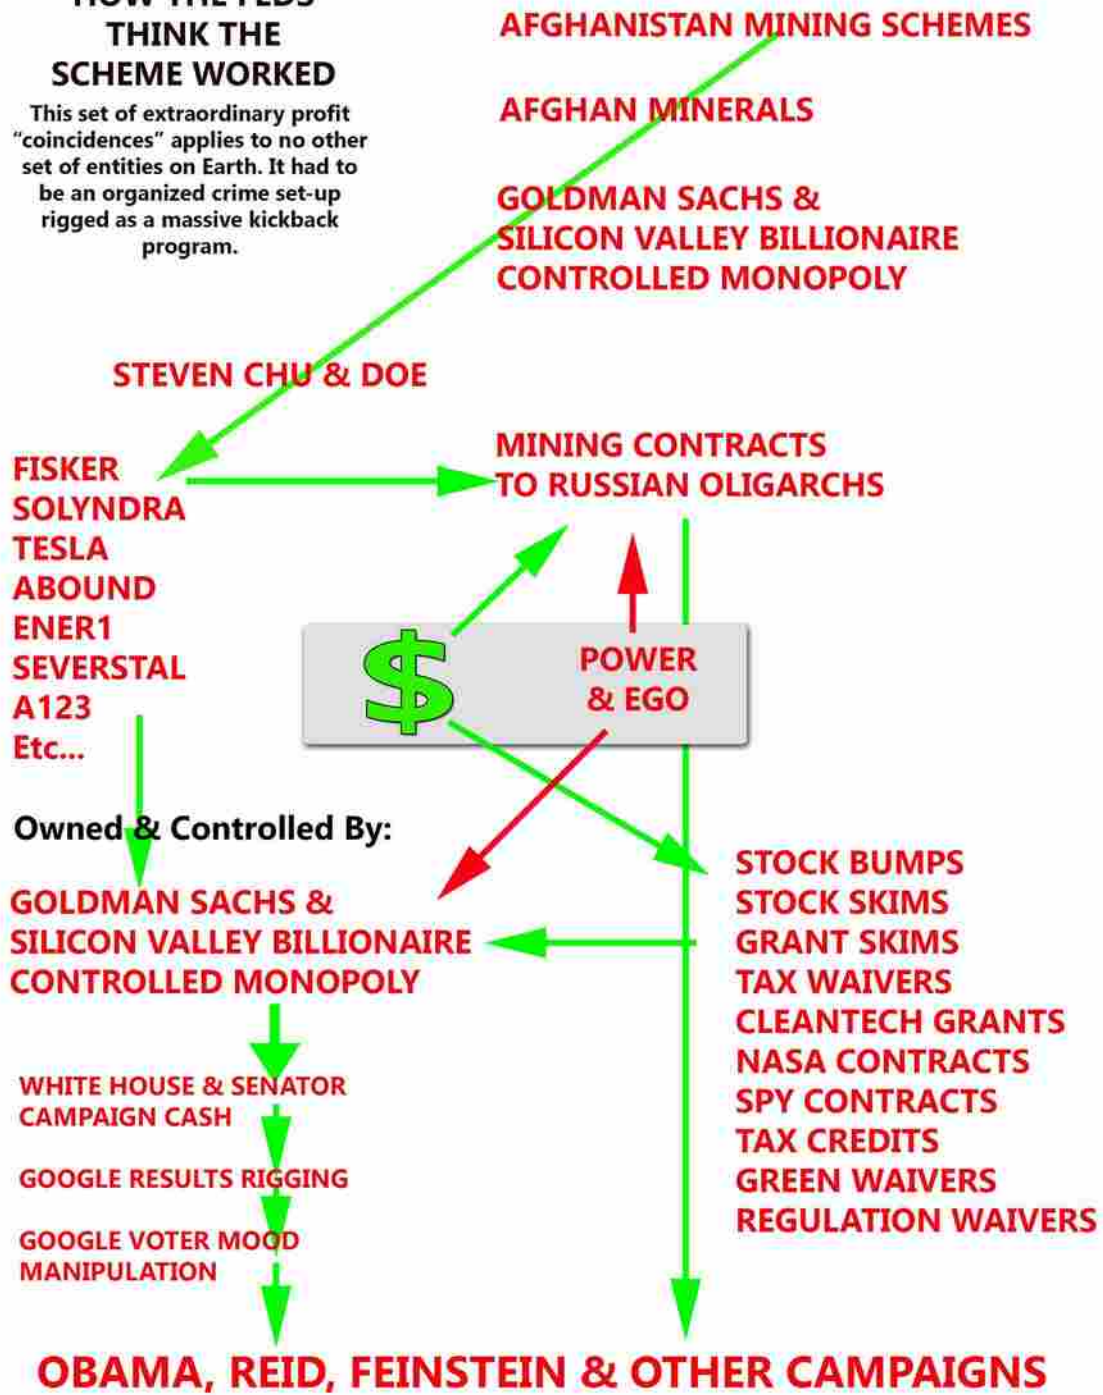 HOW THE FEDS
THINK THE
SCHEME WORKED
This set of extraordinary profit
“coincidences” applies to no other
set of entities on Earth. It had to
be an organized crime set-up
rigged as a massive kickback
program.
AFGHANISTAN MINING SCHEMES
AFGHAN MINERALS
GOLDMAN SACHS &
SILICON VALLEY BILLIONAIRE
CONTROLLED MONOPOLY
STEVEN CHU & DOE
FISKER
SOLYNDRA
TESLA
ABOUND
ENER1
SEVERSTAL
A123
Etc...
MINING CONTRACTS
TO RUSSIAN OLIGARCHS
$
POWER
& EGO
Owned & Controlled By:
GOLDMAN SACHS &
SILICON VALLEY BILLIONAIRE
CONTROLLED MONOPOLY
STOCK BUMPS
STOCK SKIMS
GRANT SKIMS
TAX WAIVERS
CLEANTECH GRANTS
NASA CONTRACTS
SPY CONTRACTS
TAX CREDITS
GREEN WAIVERS
REGULATION WAIVERS
WHITE HOUSE & SENATOR
CAMPAIGN CASH
GOOGLE RESULTS RIGGING
GOOGLE VOTER MOOD
MANIPULATION
OBAMA, REID, FEINSTEIN & OTHER CAMPAIGNS